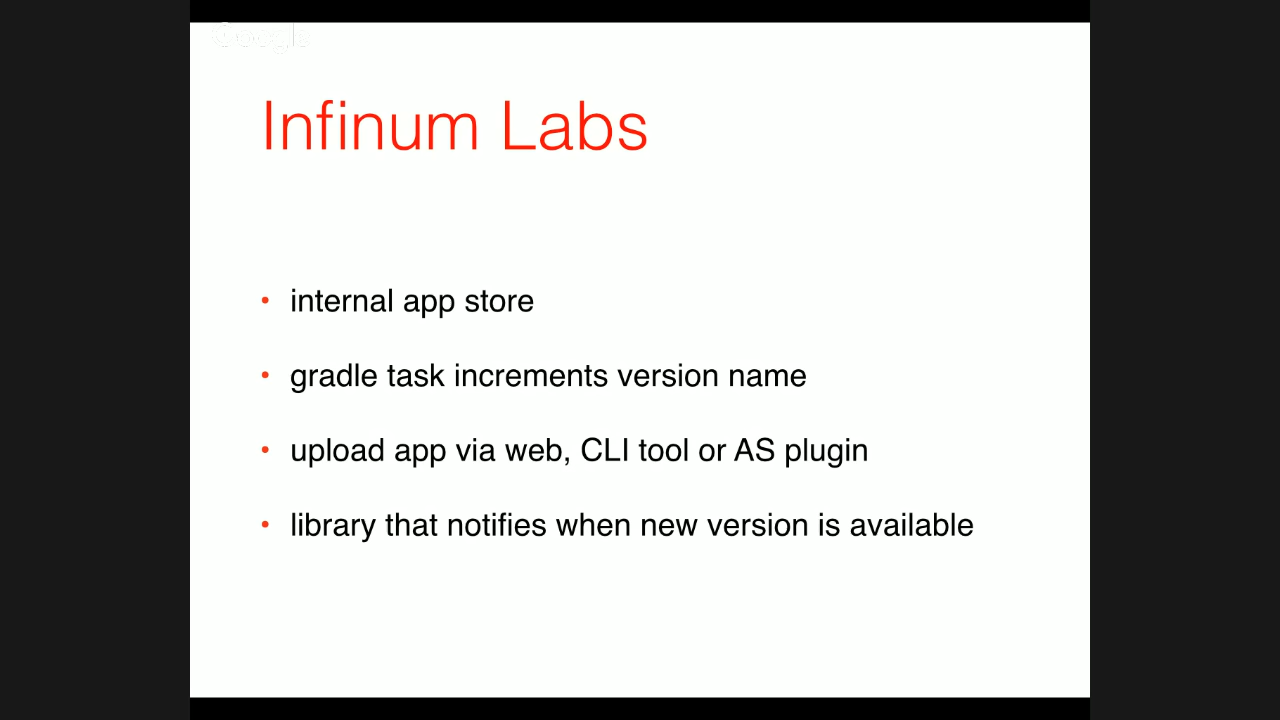 Google
Infinum Labs
• internal app store
• gradle task increments version name
• upload app via web, CLI tool or AS plugin
• library that notifies when new version is available